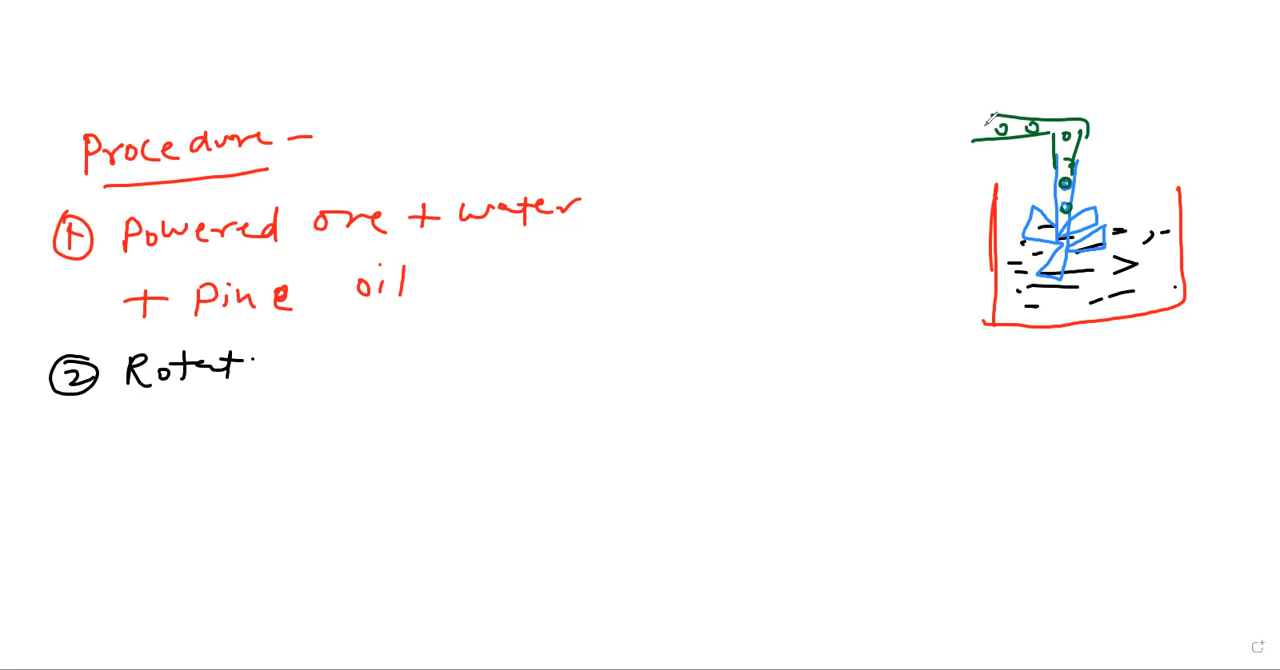 Procedure -
① Powered ore + water
+ Pine oil
② Rotat